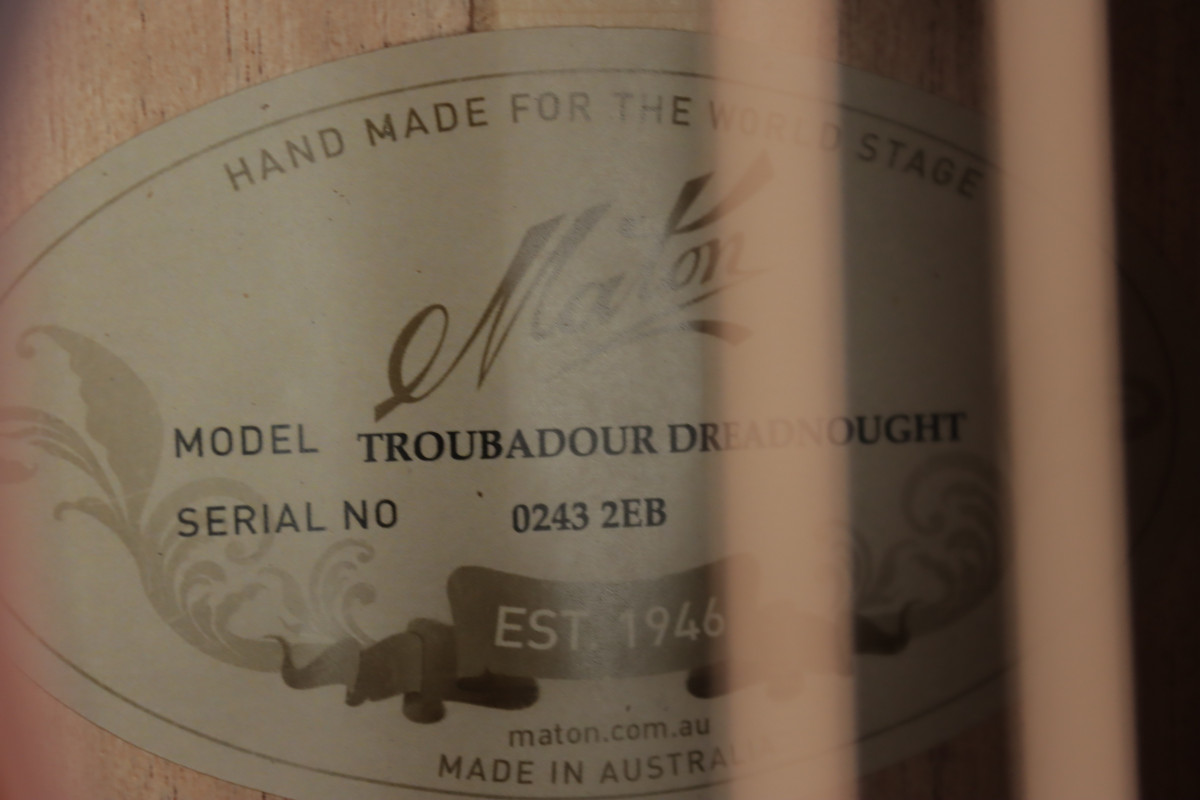 HAND MADE FOR THE WORLD STAGE
Maton
MODEL TROUBADOUR DREADNOUGHT
SERIAL NO 0243 2EB
EST. 1946
maton.com.au
MADE IN AUSTRALIA